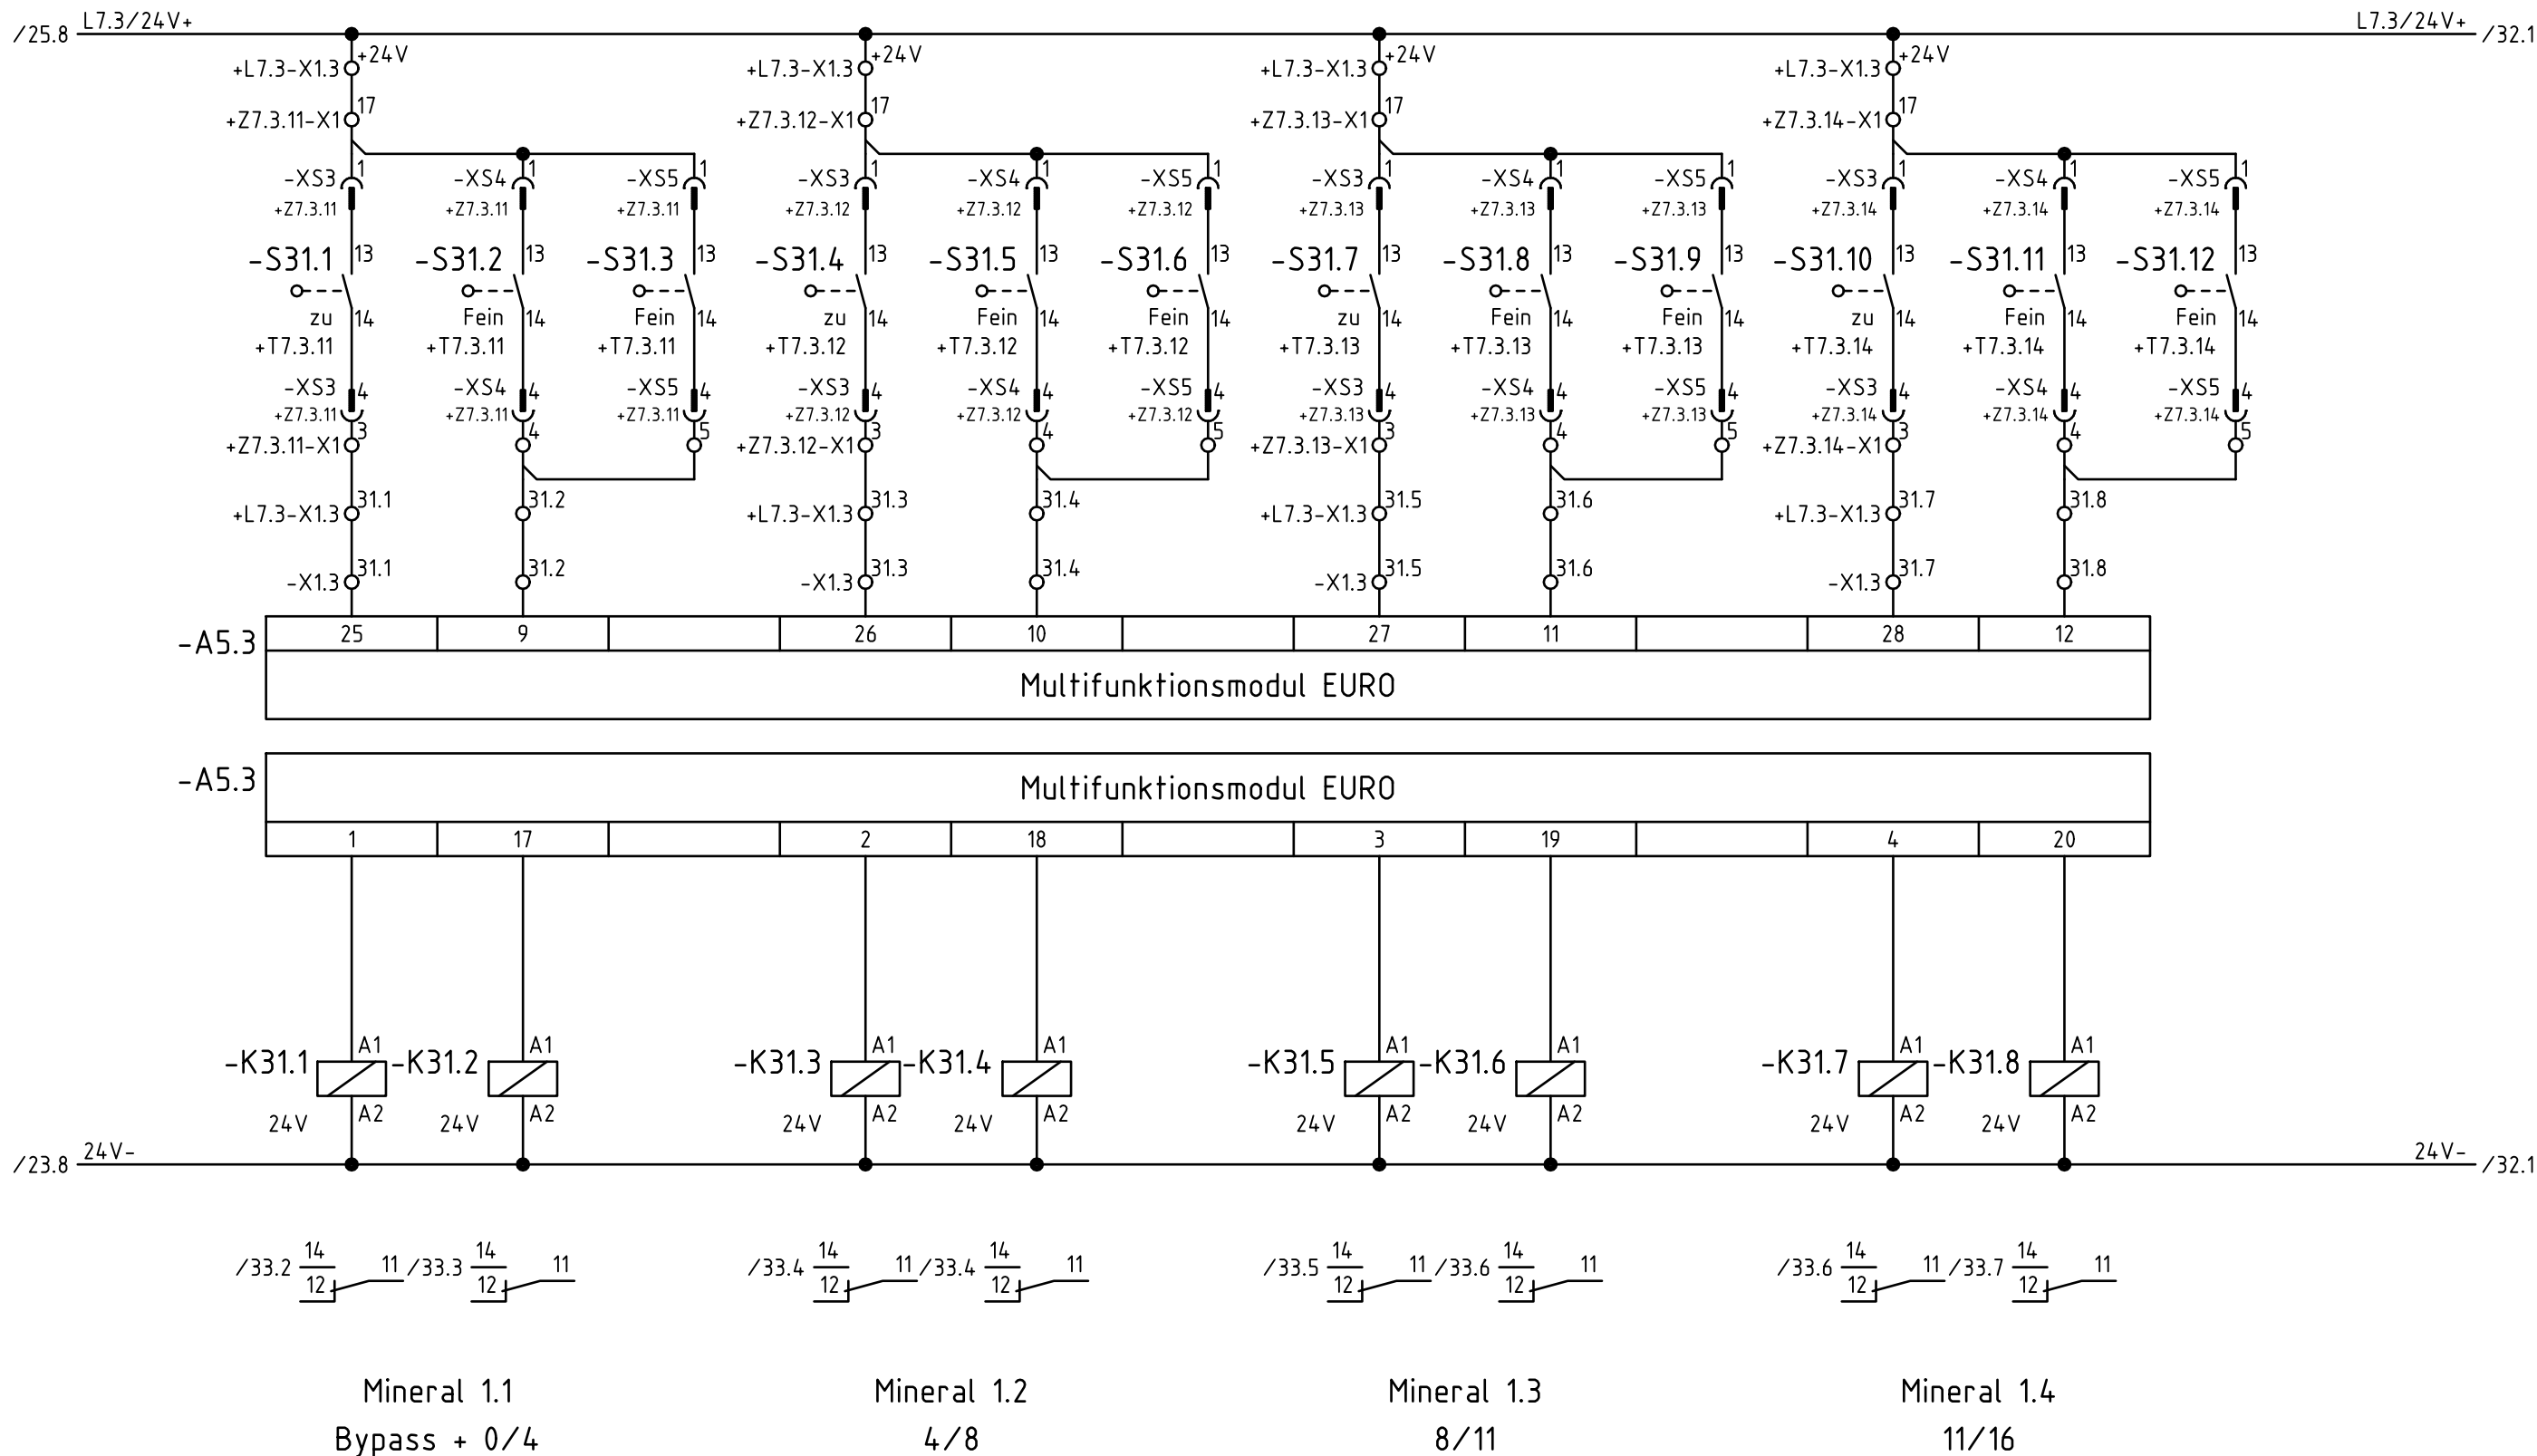 L7.3/24V+ L7.3/24V+
/25.8 /32.1
+24V +24V +24V +24V
+L7.3-X1.3 +L7.3-X1.3 +L7.3-X1.3 +L7.3-X1.3
17 17 17 17
+Z7.3.11-X1 +Z7.3.12-X1 +Z7.3.13-X1 +Z7.3.14-X1
1 1 1 1 1 1 1 1 1 1 1 1
-XS3 -XS4 -XS5 -XS3 -XS4 -XS5 -XS3 -XS4 -XS5 -XS3 -XS4 -XS5
+Z7.3.11 +Z7.3.11 +Z7.3.11 +Z7.3.12 +Z7.3.12 +Z7.3.12 +Z7.3.13 +Z7.3.13 +Z7.3.13 +Z7.3.14 +Z7.3.14 +Z7.3.14
-S31.1 13 -S31.2 13 -S31.3 13 -S31.4 13 -S31.5 13 -S31.6 13 -S31.7 13 -S31.8 13 -S31.9 13 -S31.10 13 -S31.11 13 -S31.12 13
zu 14 Fein 14 Fein 14 zu 14 Fein 14 Fein 14 zu 14 Fein 14 Fein 14 zu 14 Fein 14 Fein 14
+T7.3.11 +T7.3.11 +T7.3.11 +T7.3.12 +T7.3.12 +T7.3.12 +T7.3.13 +T7.3.13 +T7.3.13 +T7.3.14 +T7.3.14 +T7.3.14
-XS3 4 -XS4 4 -XS5 4 -XS3 4 -XS4 4 -XS5 4 -XS3 4 -XS4 4 -XS5 4 -XS3 4 -XS4 4 -XS5 4
+Z7.3.11 +Z7.3.11 +Z7.3.11 +Z7.3.12 +Z7.3.12 +Z7.3.12 +Z7.3.13 +Z7.3.13 +Z7.3.13 +Z7.3.14 +Z7.3.14 +Z7.3.14
3 4 5 3 4 5 3 4 5 3 4 5
+Z7.3.11-X1 +Z7.3.12-X1 +Z7.3.13-X1 +Z7.3.14-X1
31.1 31.2 31.3 31.4 31.5 31.6 31.7 31.8
+L7.3-X1.3 +L7.3-X1.3 +L7.3-X1.3 +L7.3-X1.3
31.1 31.2 31.3 31.4 31.5 31.6 31.7 31.8
-X1.3 -X1.3 -X1.3 -X1.3
-A5.3 25 9 26 10 27 11 28 12
Multifunktionsmodul EURO
-A5.3 Multifunktionsmodul EURO
1 17 2 18 3 19 4 20
A1 A1 A1 A1 A1 A1 A1 A1
-K31.1 -K31.2 -K31.3 -K31.4 -K31.5 -K31.6 -K31.7 -K31.8
A2 A2 A2 A2 A2 A2 A2 A2
24V 24V 24V 24V 24V 24V 24V 24V
24V- 24V-
/23.8 /32.1
14 14 14 14 14 14 14 14
/33.2 11 /33.3 11 /33.4 11 /33.4 11 /33.5 11 /33.6 11 /33.6 11 /33.7 11
12 12 12 12 12 12 12 12
Mineral 1.1 Mineral 1.2 Mineral 1.3 Mineral 1.4
Bypass + 0/4 4/8 8/11 11/16